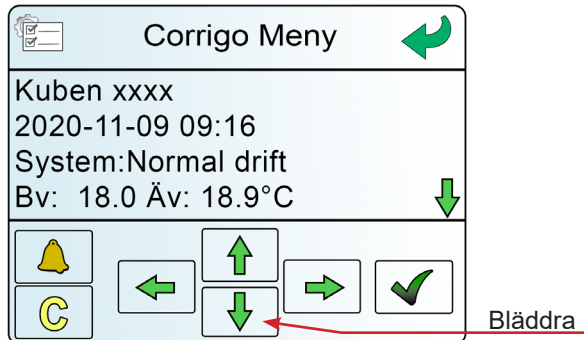 Corrigo Meny
Kuben xxxx
2020-11-09 09:16
System:Normal drift
Bv: 18.0 Äv: 18.9°C
C
Bläddra